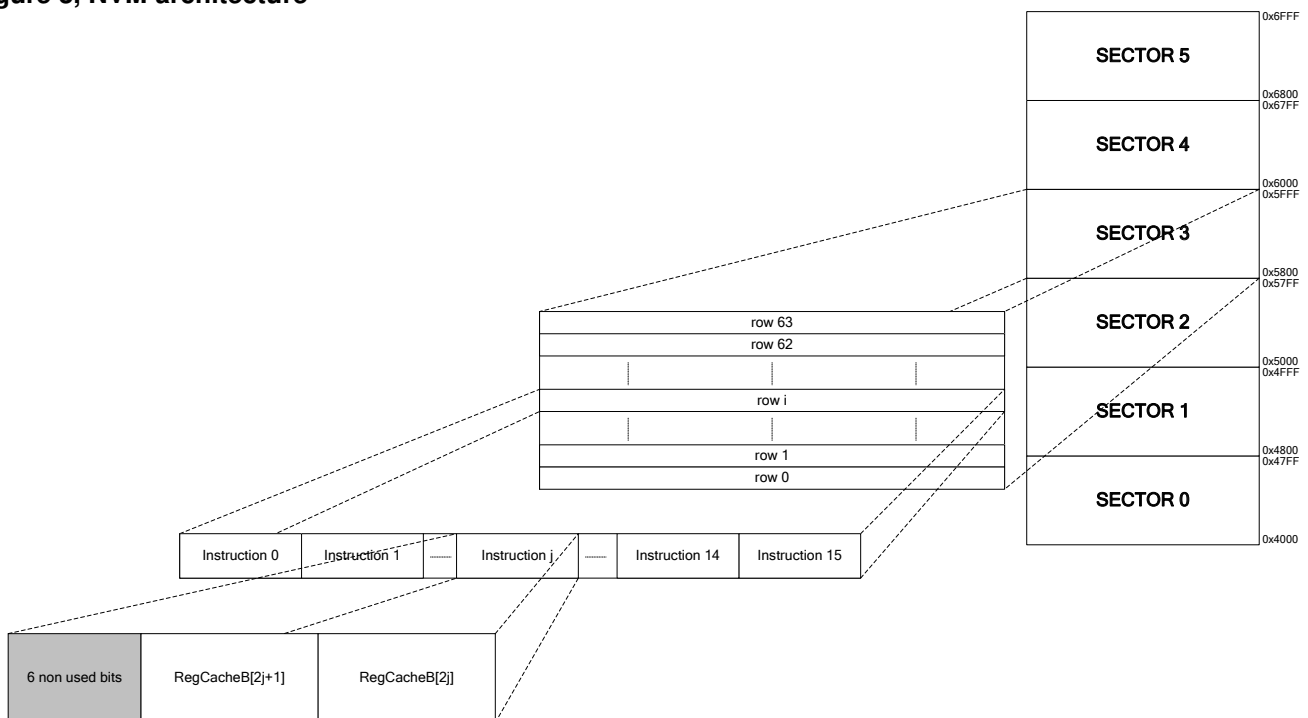 gure 3, NVM architecture
0x6FFF
SECTOR 5
0x6800
0x67FF
SECTOR 4
0x6000
0x5FFF
SECTOR 3
0x5800
0x57FF
row 63
SECTOR 2
row 62
0x5000
0x4FFF
row i
SECTOR 1
row 1
0x4800
0x47FF
row 0
SECTOR 0
0x4000
Instruction 0 Instruction 1 Instruction j Instruction 14 Instruction 15
6 non used bits RegCacheB[2j+1] RegCacheB[2j]